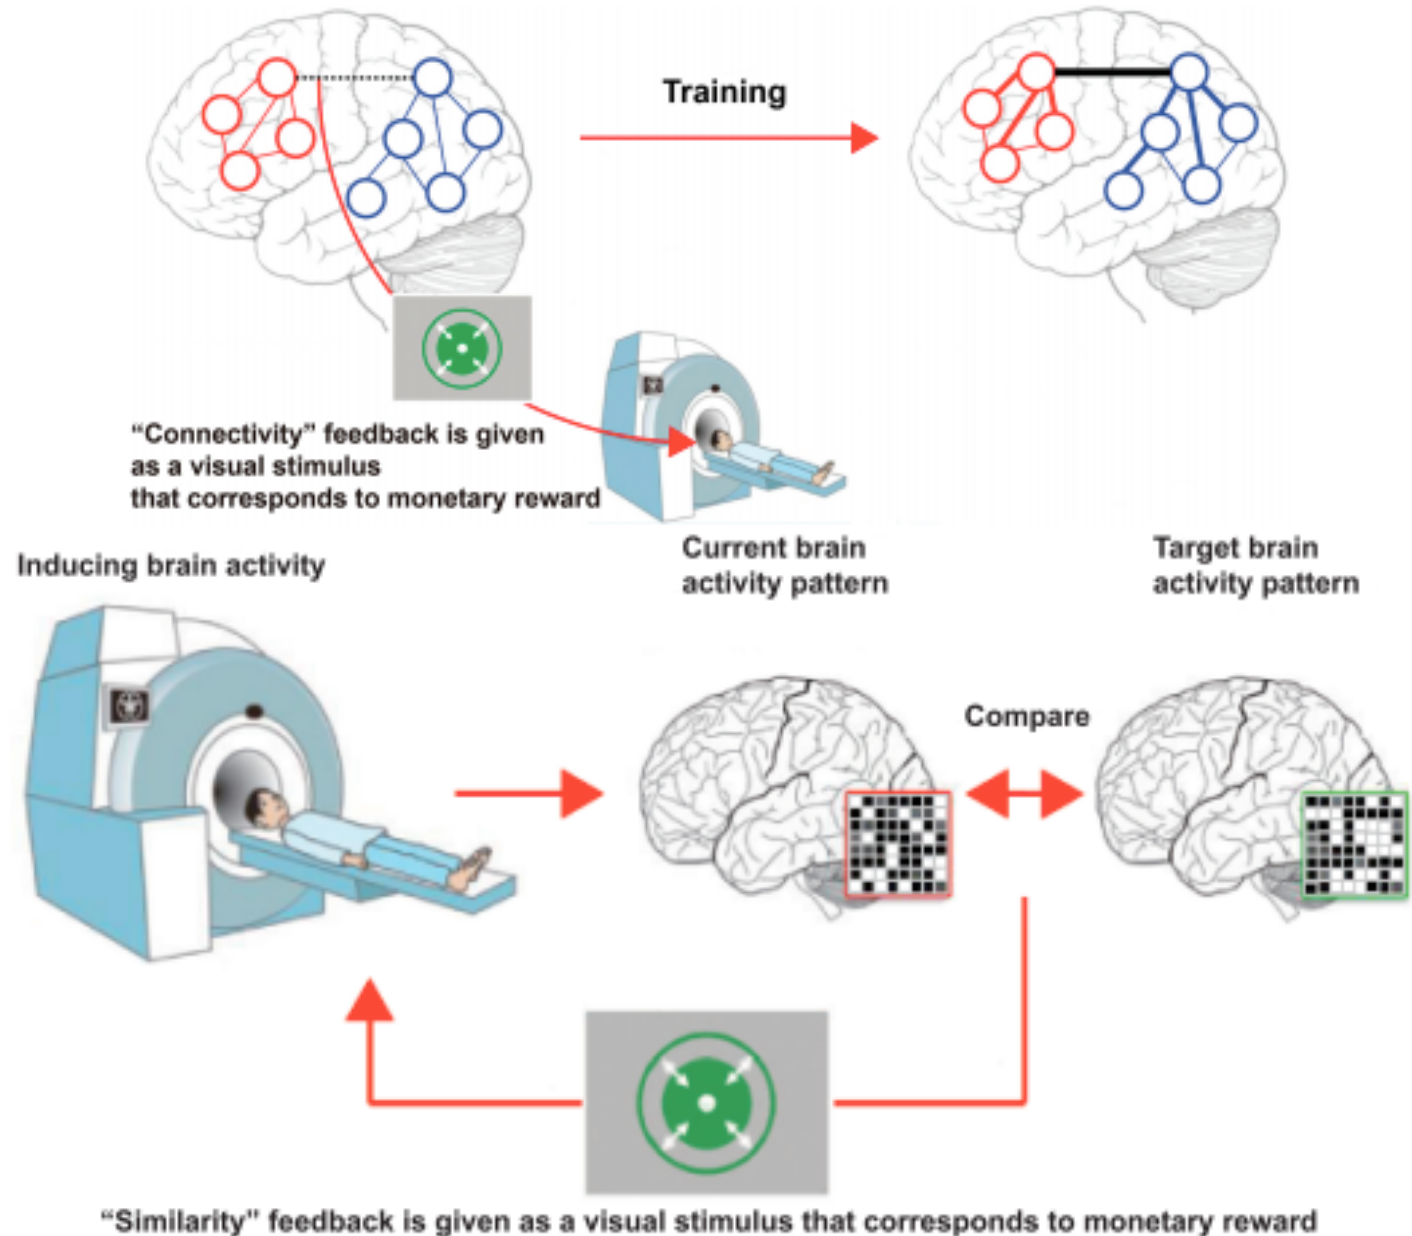 Training
“Connectivity” feedback is given
as a visual stimulus
that corresponds to monetary reward
Inducing brain activity
Current brain
activity pattern
Target brain
activity pattern
Compare
“Similarity” feedback is given as a visual stimulus that corresponds to monetary reward